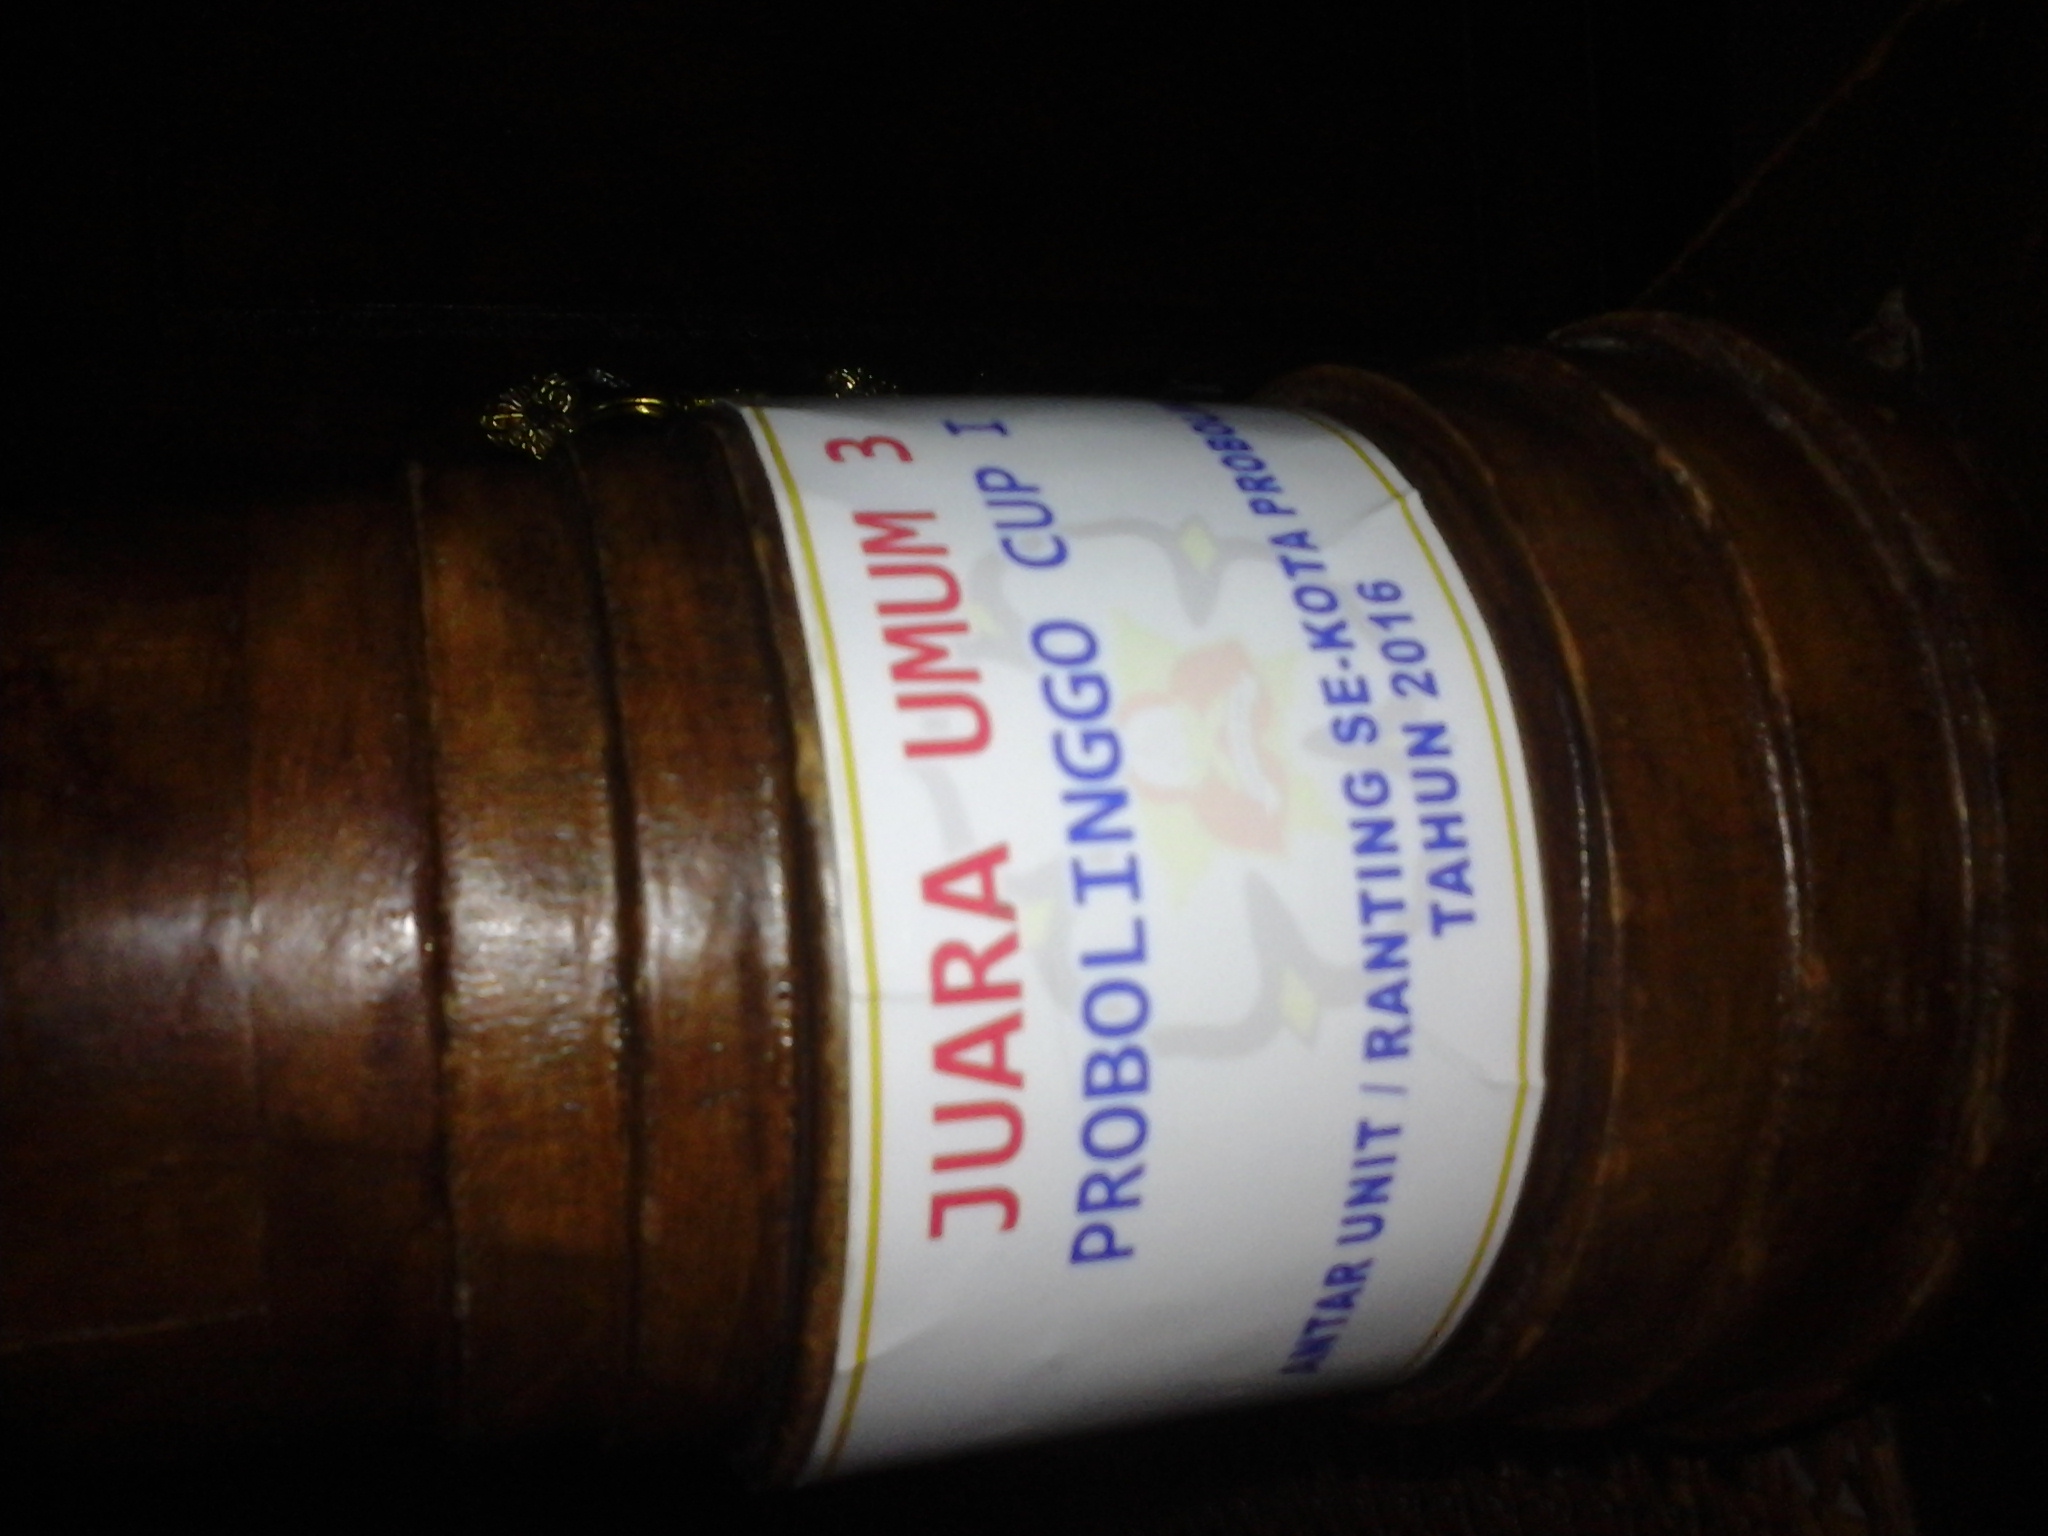 JUARA UMUM 3
PROBOLINGGO CUP I
ANTAR UNIT / RANTING SE-KOTA
TAHUN 2016